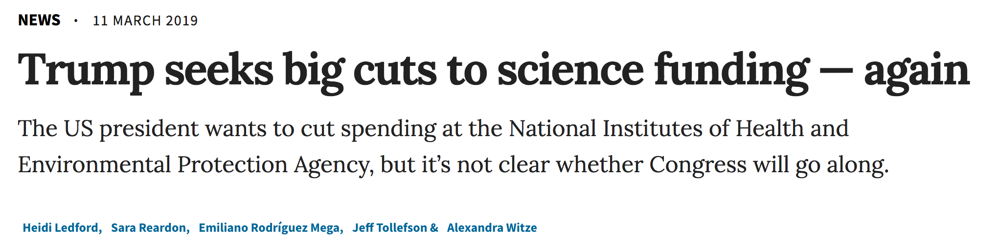 NEWS • 11 MARCH 2019
Trump seeks big cuts to science funding — again
The US president wants to cut spending at the National Institutes of Health and
Environmental Protection Agency, but it’s not clear whether Congress will go along.
Heidi Ledford, Sara Reardon, Emiliano Rodríguez Mega, Jeff Tollefson & Alexandra Witze